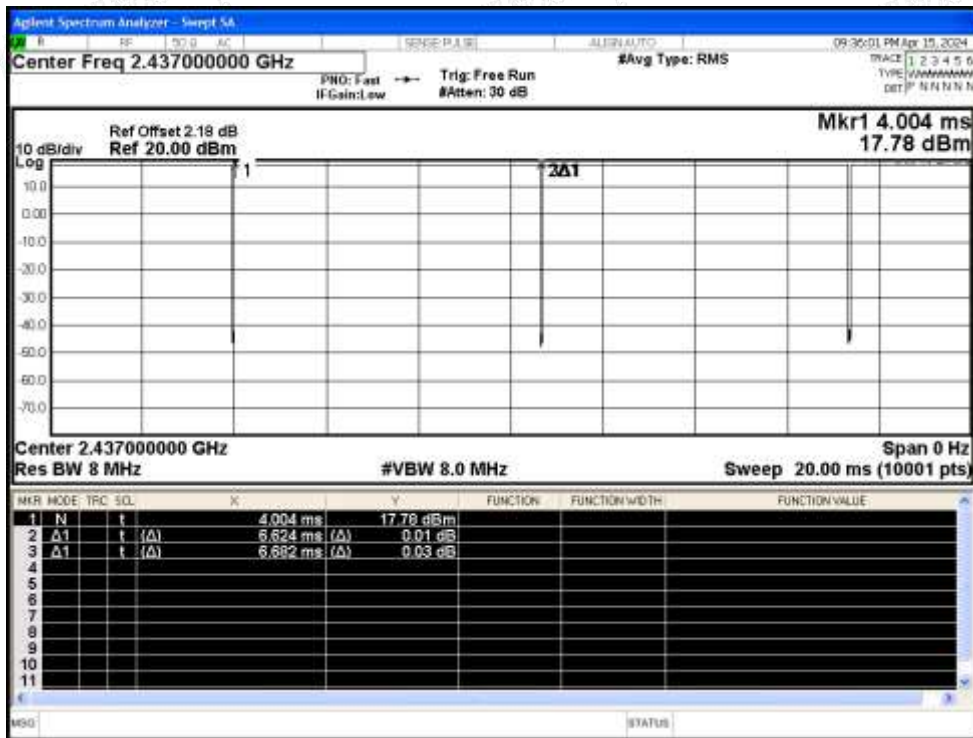 Agilent Spectrum Analyzer - Swept SA
R RF 50 Ω AC SENSE:PULSE ALIGN AUTO 09:36:01 PM Apr 15, 2024
Center Freq 2.437000000 GHz #Avg Type: RMS TRACE 1 2 3 4 5 6
PNO: Fast Trig: Free Run TYPE
IFGain:Low #Atten: 30 dB DET P N N N N N
Ref Offset 2.18 dB Mkr1 4.004 ms
10 dB/div Ref 20.00 dBm 17.78 dBm
Log
1 2Δ1
10.0
0.00
-10.0
-20.0
-30.0
-40.0
-50.0
-60.0
-70.0
Center 2.437000000 GHz Span 0 Hz
Res BW 8 MHz #VBW 8.0 MHz Sweep 20.00 ms (10001 pts)
MKR MODE TRC SCL X Y FUNCTION FUNCTION WIDTH FUNCTION VALUE
1 N t 4.004 ms 17.78 dBm
2 Δ1 t (Δ) 6.624 ms (Δ) 0.01 dB
3 Δ1 t (Δ) 6.682 ms (Δ) 0.03 dB
4
5
6
7
8
9
10
11
MSG STATUS